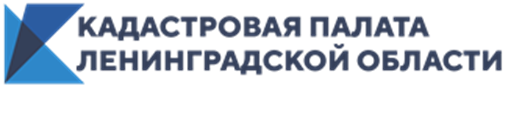 КАДАСТРОВАЯ ПАЛАТА
ЛЕНИНГРАДСКОЙ ОБЛАСТИ